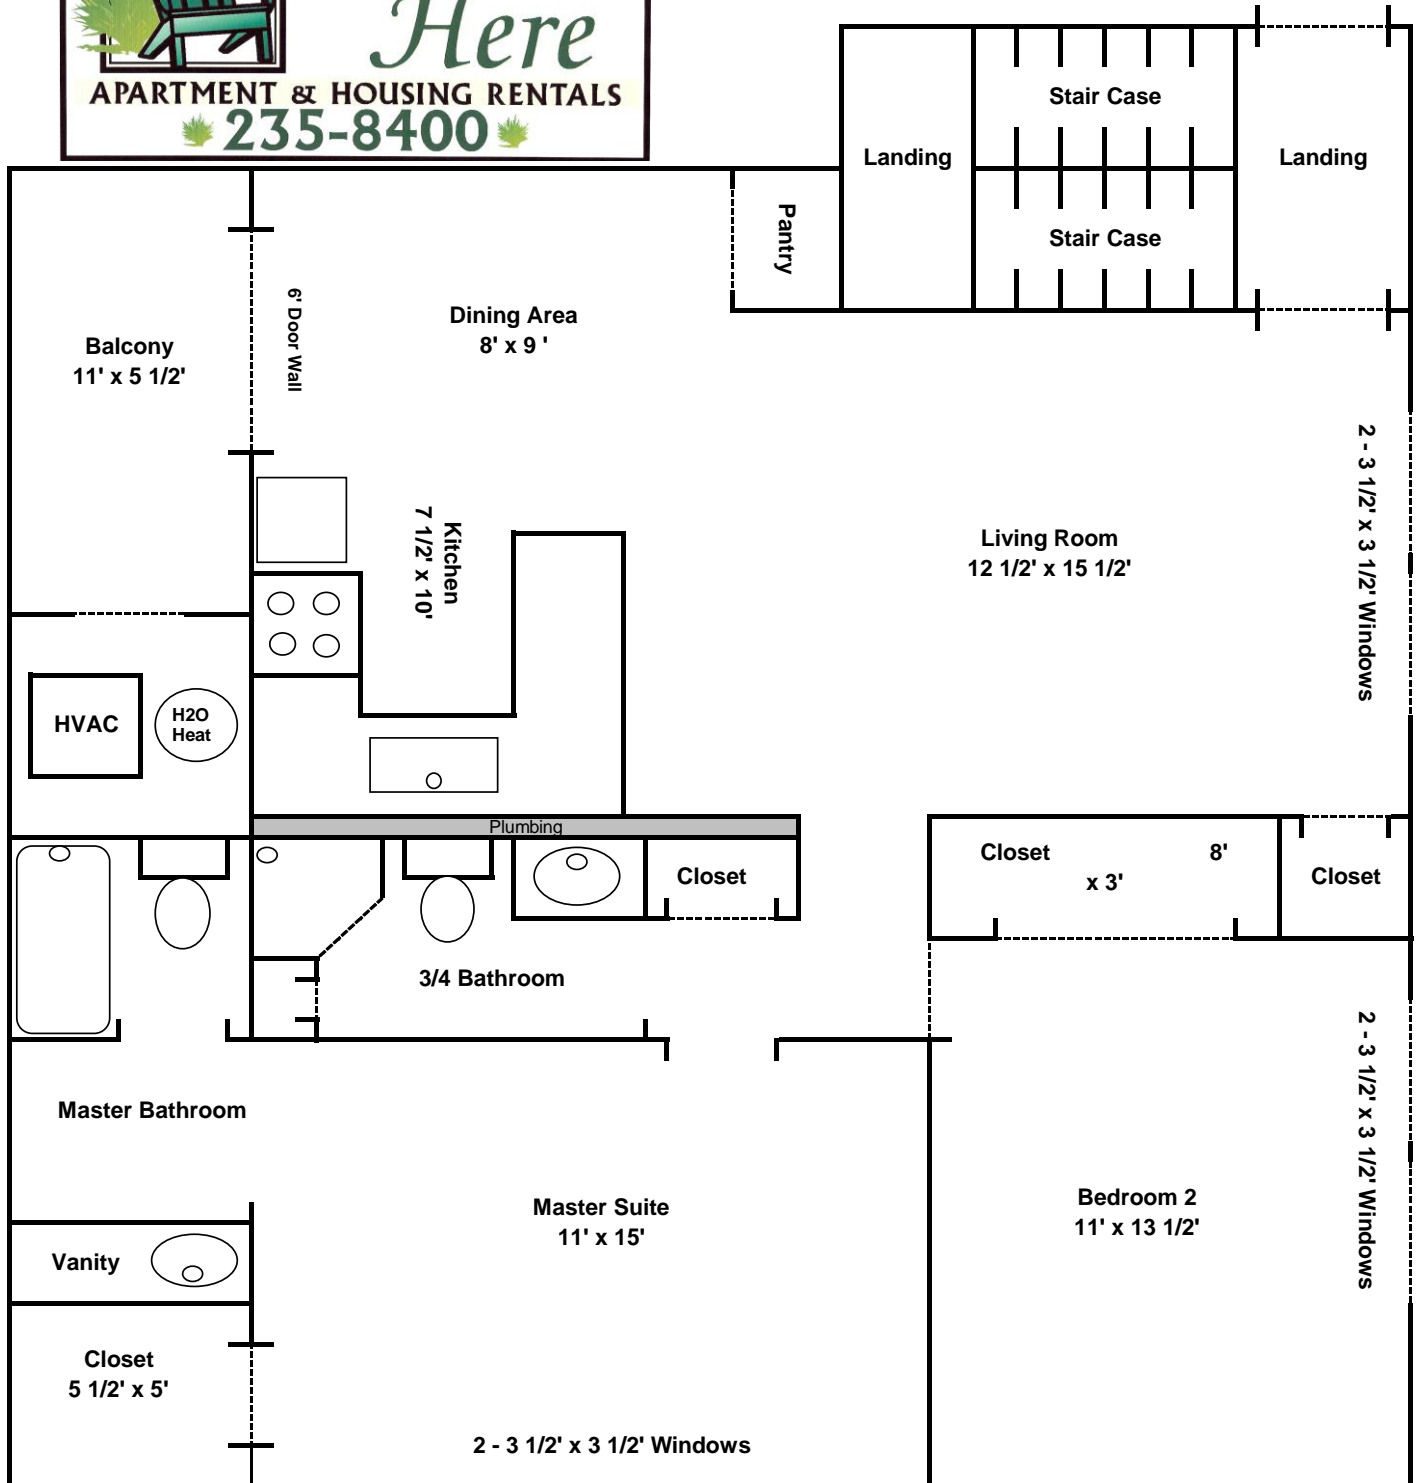 Here
APARTMENT & HOUSING RENTALS
235-8400
Stair Case
Landing
Landing
Pantry
Stair Case
6' Door Wall
Dining Area
8' x 9 '
Balcony
11' x 5 1/2'
2 - 3 1/2' x 3 1/2' Windows
Kitchen
7 1/2' x 10'
Living Room
12 1/2' x 15 1/2'
HVAC
H2O
Heat
Plumbing
Closet
Closet 8'
x 3'
Closet
3/4 Bathroom
2 - 3 1/2' x 3 1/2' Windows
Master Bathroom
Master Suite
11' x 15'
Bedroom 2
11' x 13 1/2'
Vanity
Closet
5 1/2' x 5'
2 - 3 1/2' x 3 1/2' Windows